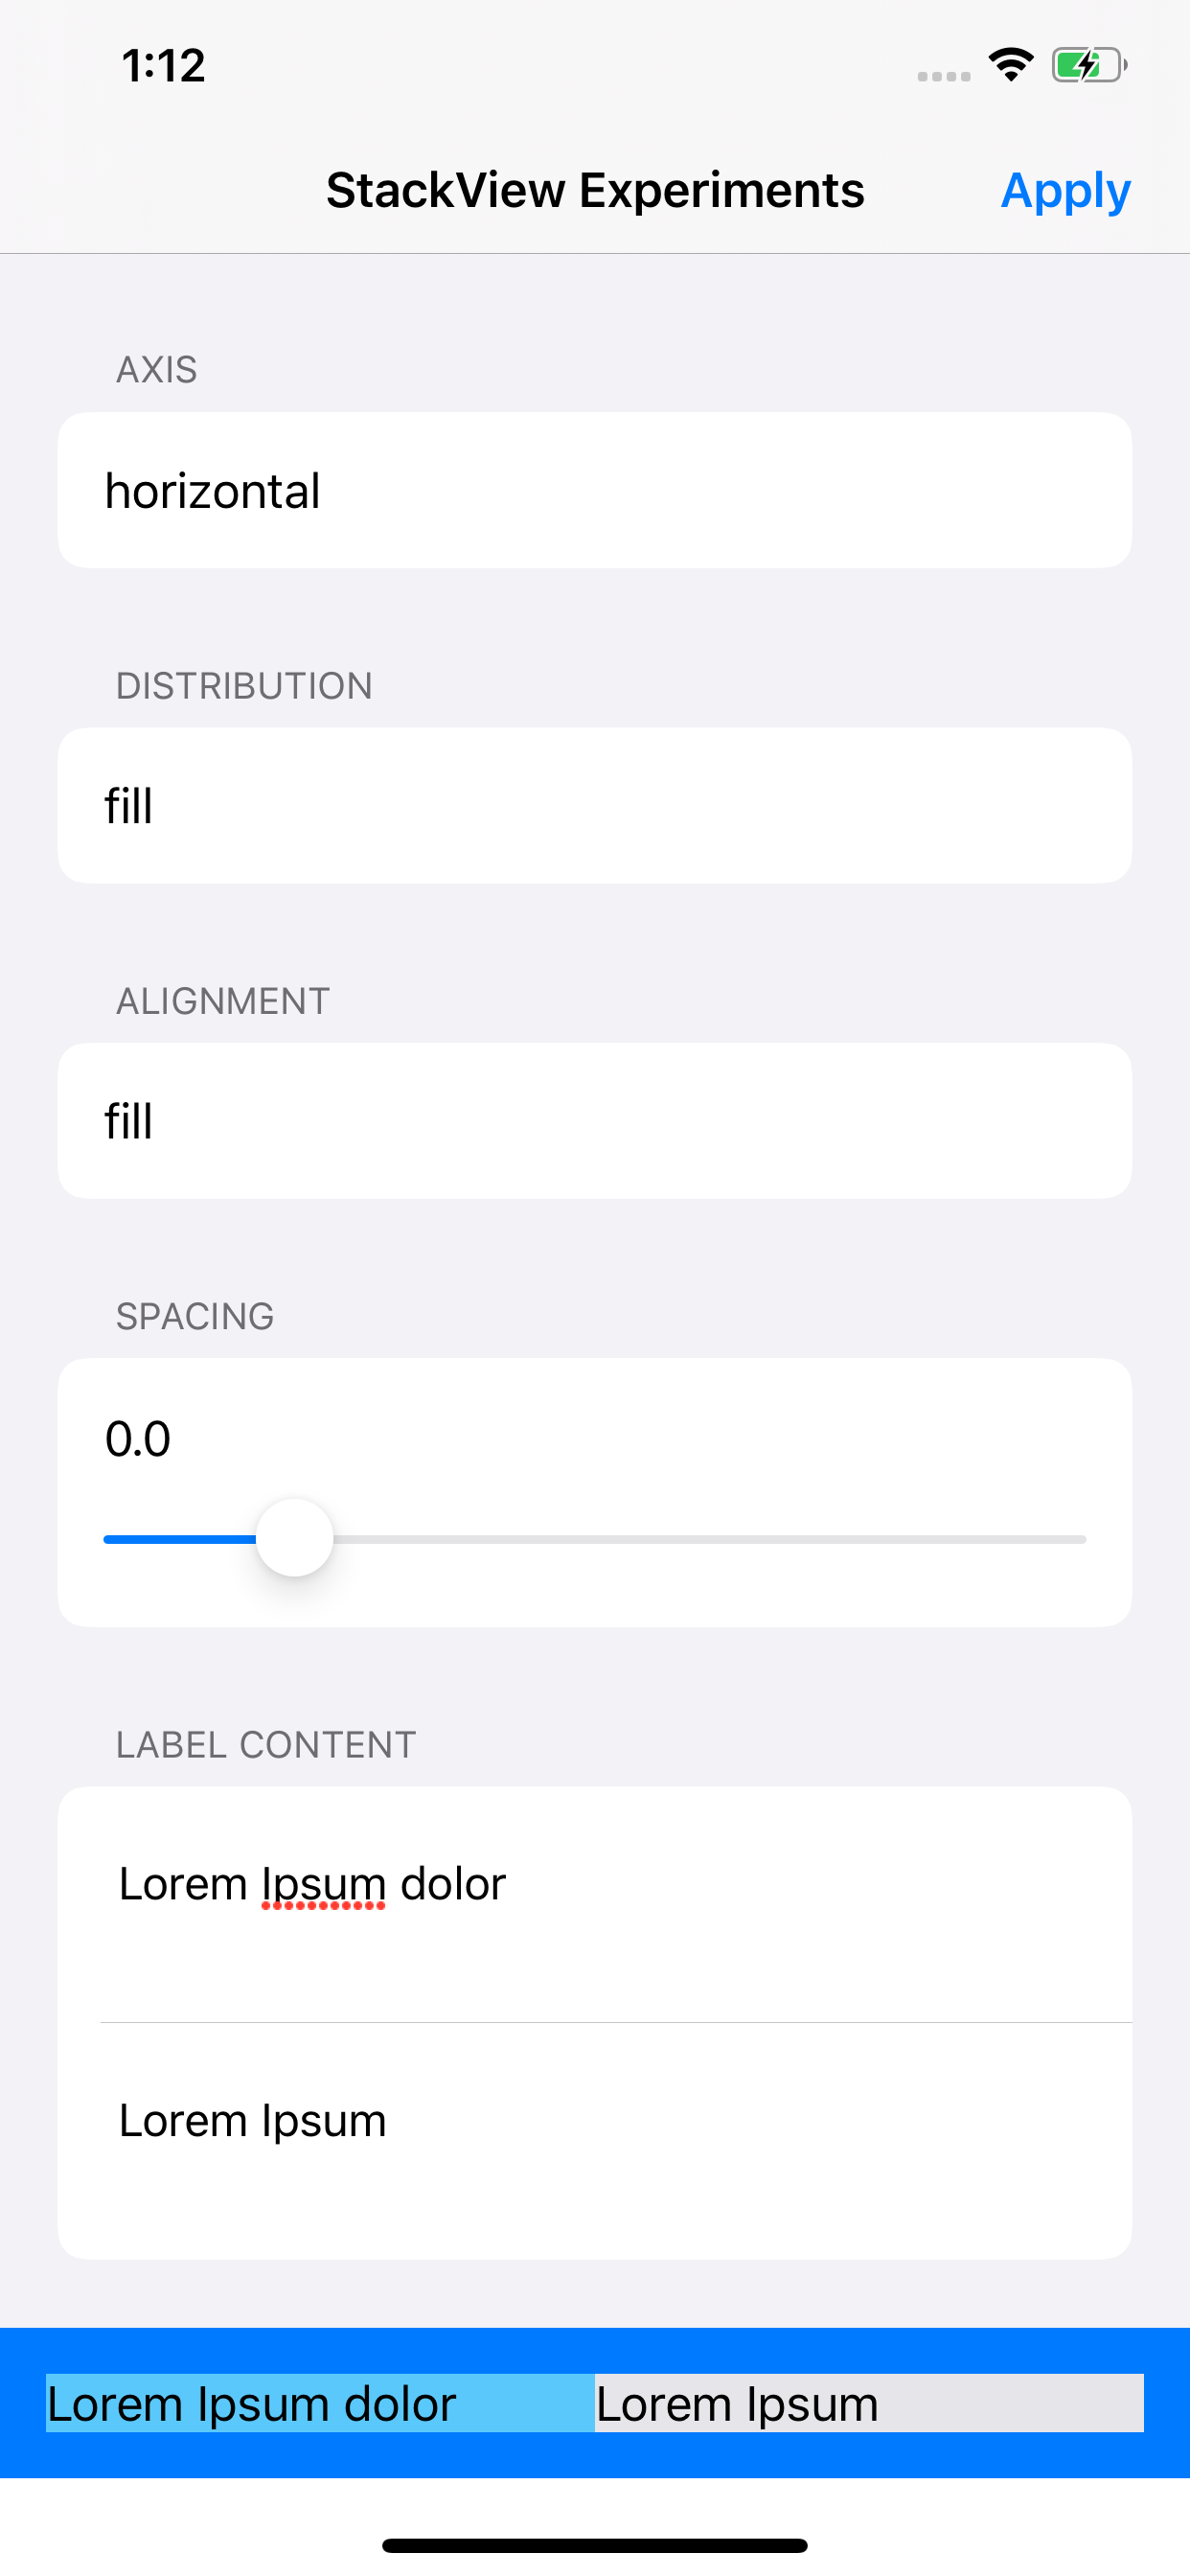 1:12
StackView Experiments Apply
AXIS
horizontal
DISTRIBUTION
fill
ALIGNMENT
fill
SPACING
0.0
LABEL CONTENT
Lorem Ipsum dolor
Lorem Ipsum
Lorem Ipsum dolor Lorem Ipsum